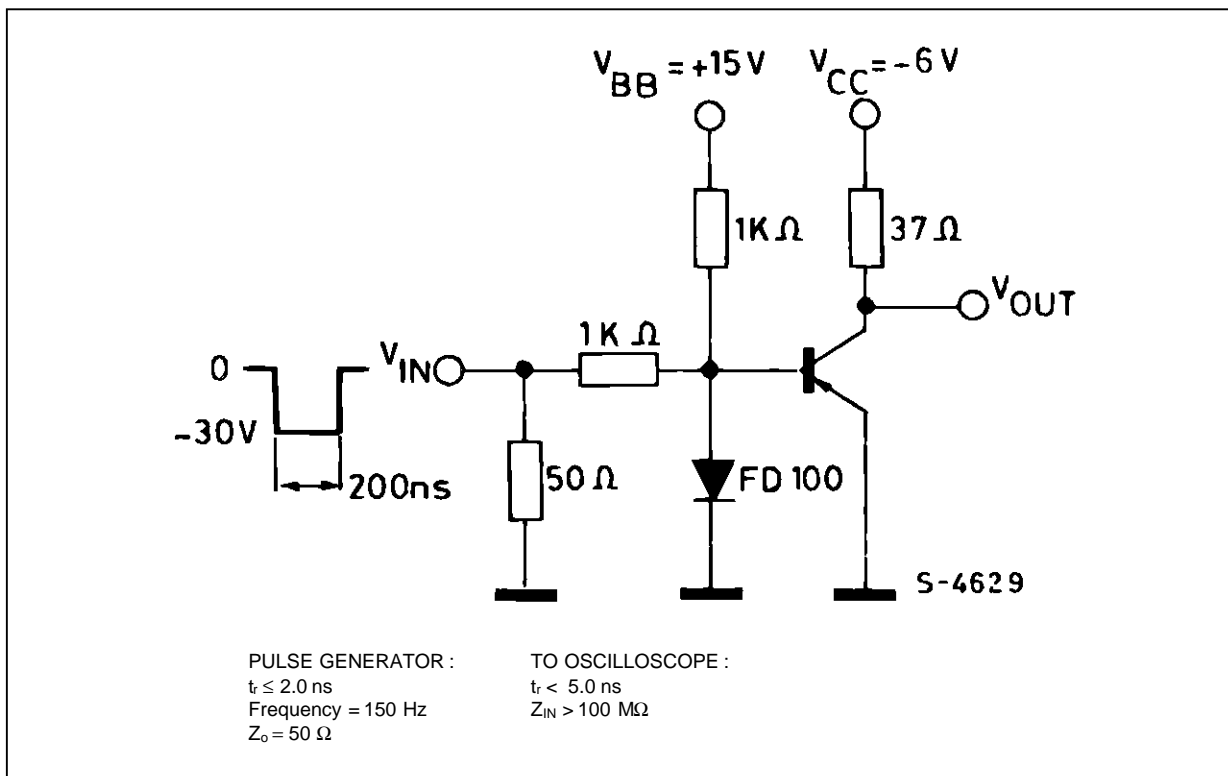 V_BB = +15 V
V_CC = -6 V
1K Ω
37 Ω
V_OUT
1 K Ω
0
V_IN
-30V
200ns
50 Ω
FD 100
S-4629
PULSE GENERATOR :
t_r ≤ 2.0 ns
Frequency = 150 Hz
Z_o = 50 Ω
TO OSCILLOSCOPE :
t_r < 5.0 ns
Z_IN > 100 MΩ